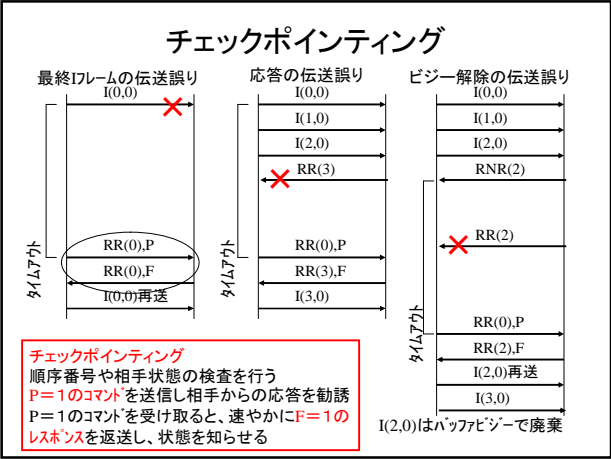 チェックポインティング
最終Iフレームの伝送誤り
I(0,0)
タイムアウト
RR(0),P
RR(0),F
I(0,0)再送
応答の伝送誤り
I(0,0)
I(1,0)
I(2,0)
RR(3)
タイムアウト
RR(0),P
RR(3),F
I(3,0)
ビジー解除の伝送誤り
I(0,0)
I(1,0)
I(2,0)
RNR(2)
RR(2)
タイムアウト
RR(0),P
RR(2),F
I(2,0)再送
I(3,0)
I(2,0)はバッファビジーで廃棄
チェックポインティング
順序番号や相手状態の検査を行う
P=1のコマンドを送信し相手からの応答を勧誘
P=1のコマンドを受け取ると、速やかにF=1の
レスポンスを返送し、状態を知らせる